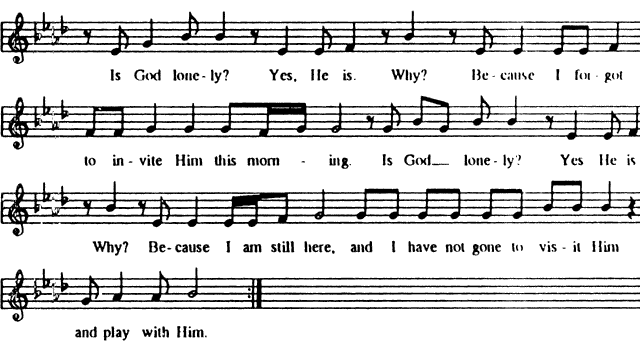 Is God lone-ly? Yes, He is. Why? Be-cause I for-got
to in-vite Him this morn - ing. Is God__ lone-ly? Yes He is
Why? Be-cause I am still here, and I have not gone to vis-it Him
and play with Him.